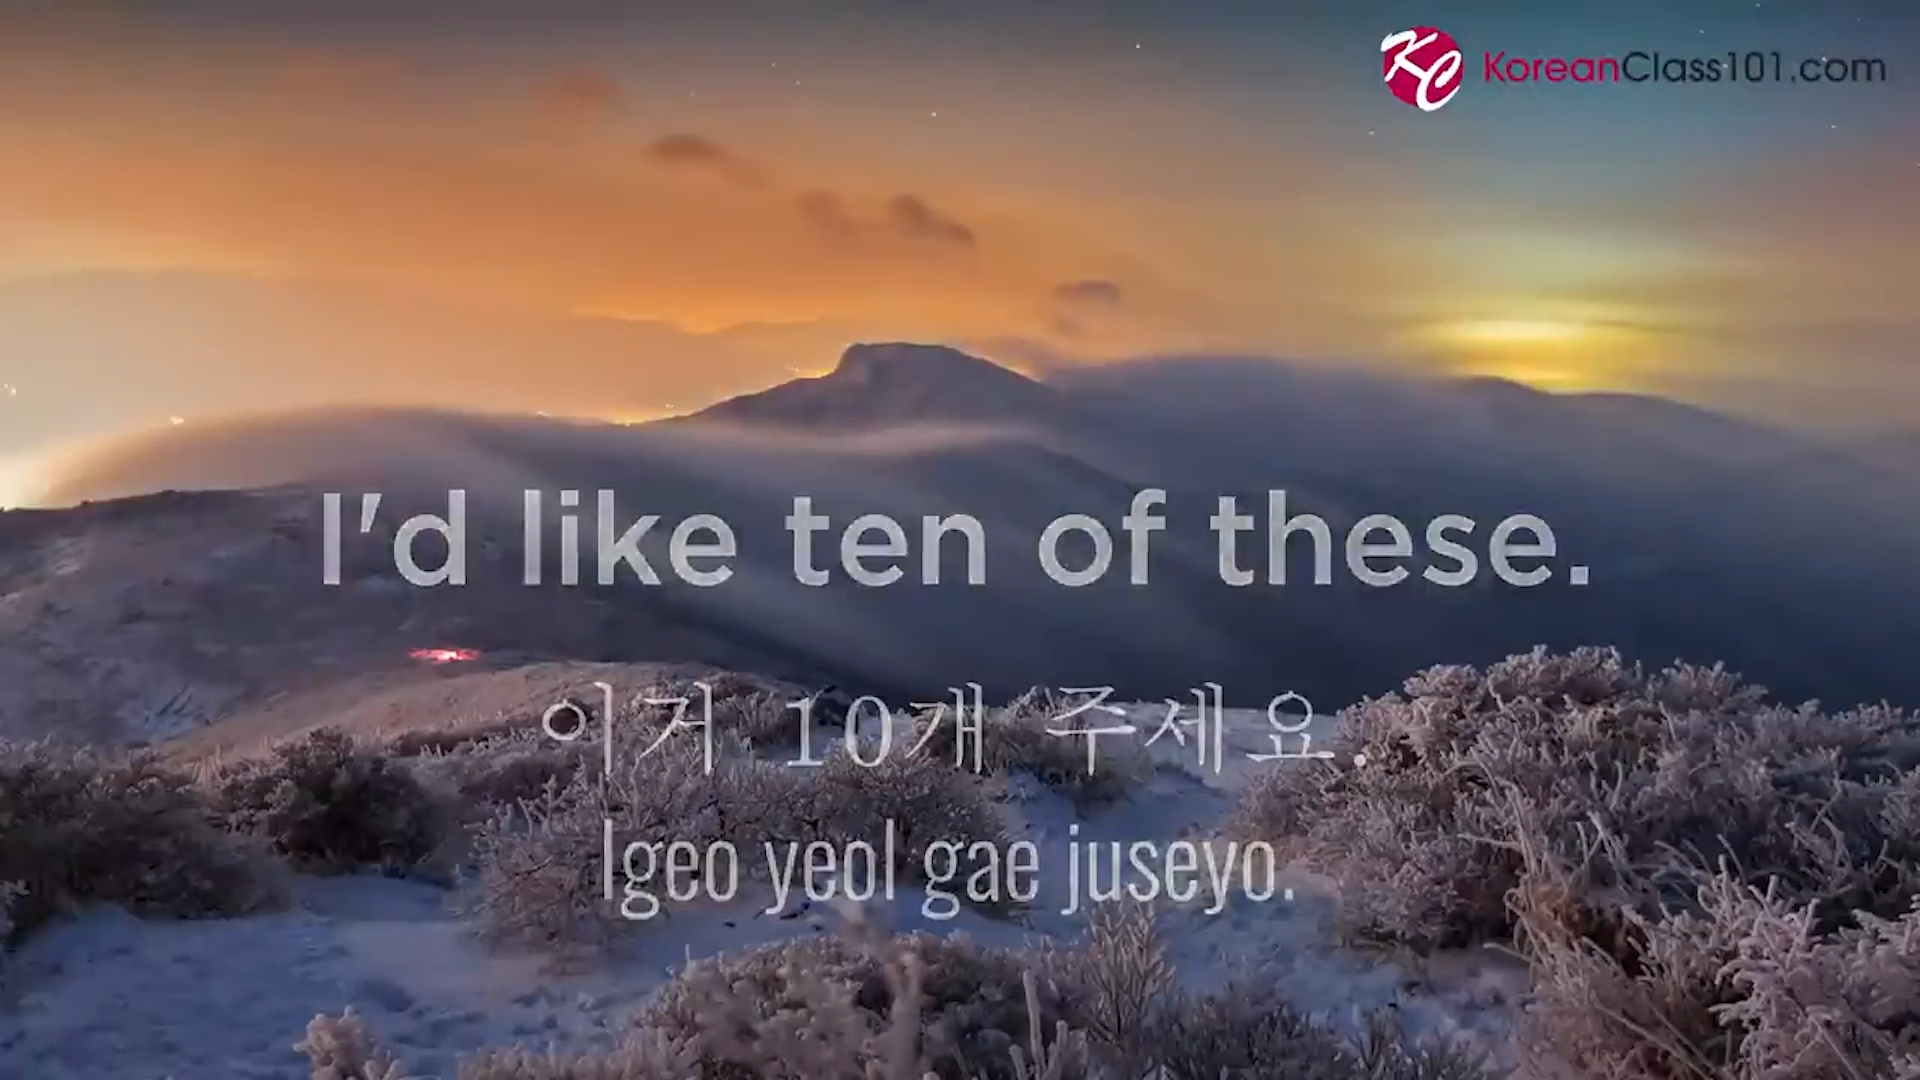 KoreanClass101.com
I'd like ten of these.
이거 10개 주세요.
Igeo yeol gae juseyo.